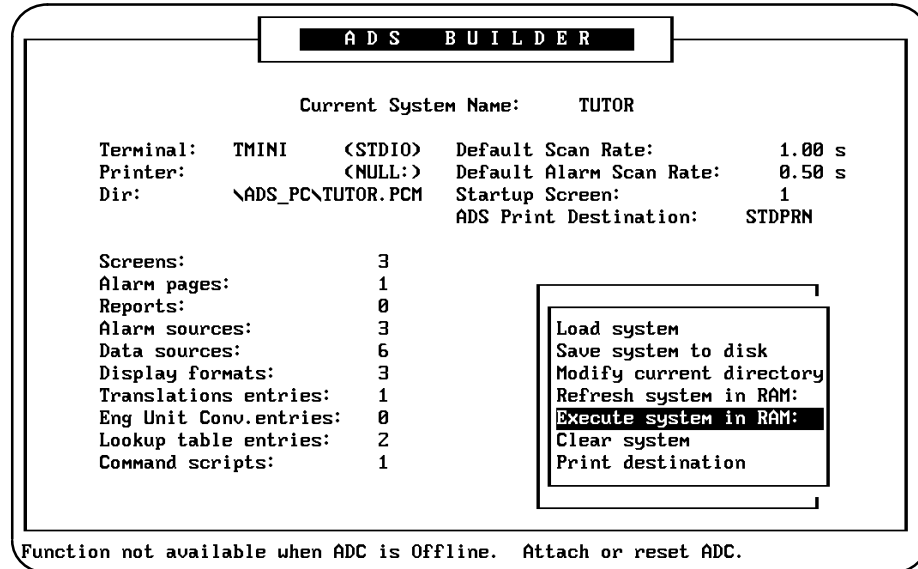 ADS BUILDER
Current System Name: TUTOR
Terminal: TMINI (STDIO) Default Scan Rate: 1.00 s
Printer: (NULL:) Default Alarm Scan Rate: 0.50 s
Dir: \ADS_PC\TUTOR.PCM Startup Screen: 1
ADS Print Destination: STDPRN
Screens: 3
Alarm pages: 1
Reports: 0
Alarm sources: 3
Data sources: 6
Display formats: 3
Translations entries: 1
Eng Unit Conv.entries: 0
Lookup table entries: 2
Command scripts: 1
Load system
Save system to disk
Modify current directory
Refresh system in RAM:
Execute system in RAM:
Clear system
Print destination
Function not available when ADC is Offline. Attach or reset ADC.